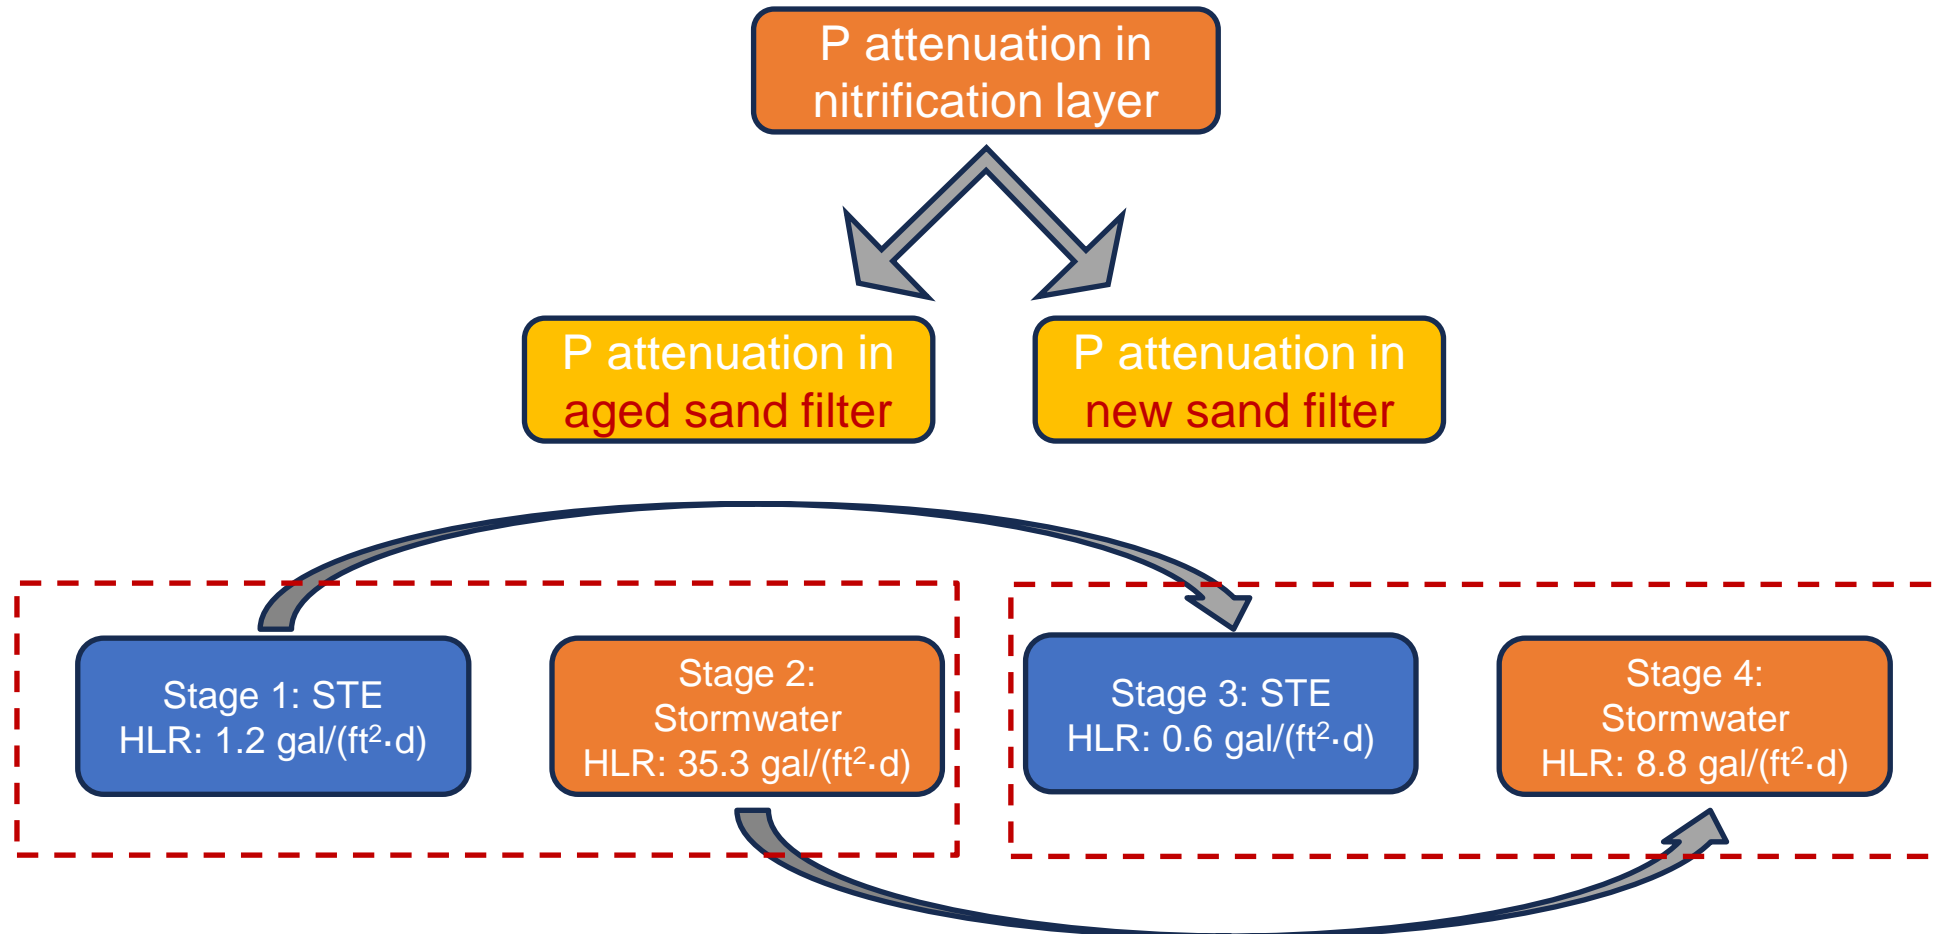 P attenuation in
nitrification layer
P attenuation in
aged sand filter
P attenuation in
new sand filter
Stage 1: STE
HLR: 1.2 gal/(ft²·d)
Stage 2:
Stormwater
HLR: 35.3 gal/(ft²·d)
Stage 3: STE
HLR: 0.6 gal/(ft²·d)
Stage 4:
Stormwater
HLR: 8.8 gal/(ft²·d)